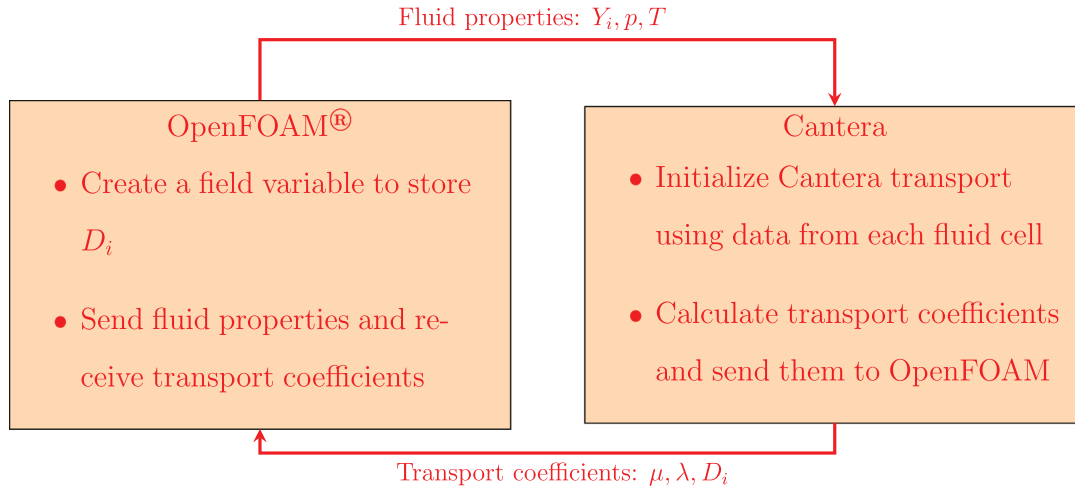 Fluid properties: Y_i, p, T
OpenFOAM®
• Create a field variable to store
D_i
• Send fluid properties and re-
ceive transport coefficients
Cantera
• Initialize Cantera transport
using data from each fluid cell
• Calculate transport coefficients
and send them to OpenFOAM
Transport coefficients: μ, λ, D_i